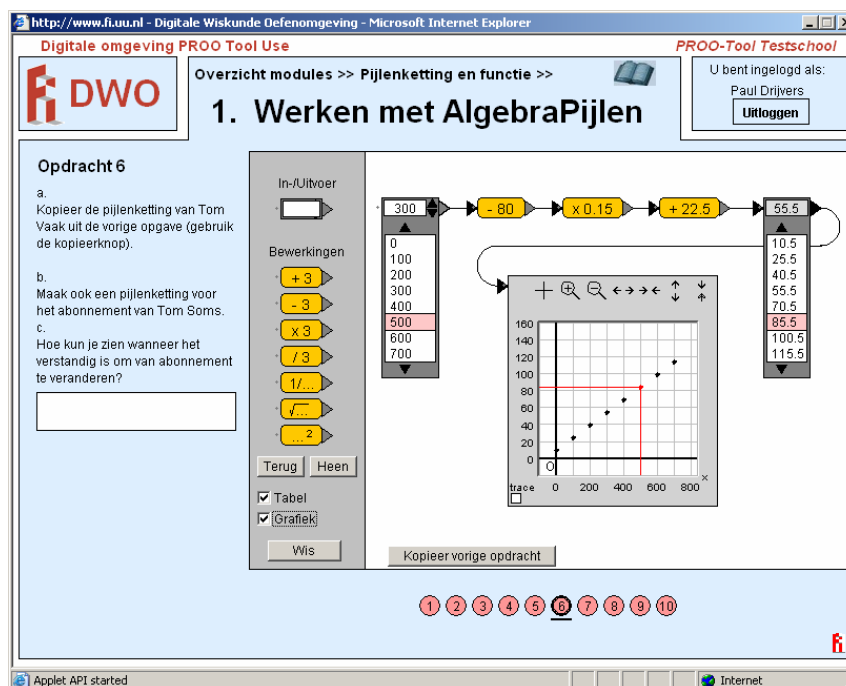 http://www.fi.uu.nl - Digitale Wiskunde Oefenomgeving - Microsoft Internet Explorer
Digitale omgeving PROO Tool Use
PROO-Tool Testschool
DWO
Overzicht modules >> Pijlenketting en functie >>
1. Werken met AlgebraPijlen
U bent ingelogd als:
Paul Drijvers
Uitloggen
Opdracht 6
a.
Kopieer de pijlenketting van Tom
Vaak uit de vorige opgave (gebruik
de kopieerknop).
b.
Maak ook een pijlenketting voor
het abonnement van Tom Soms.
c.
Hoe kun je zien wanneer het
verstandig is om van abonnement
te veranderen?
In-/Uitvoer
Bewerkingen
+ 3
- 3
x 3
/ 3
1/...
√...
...²
Terug Heen
Tabel
Grafiek
Wis
300
- 80
x 0.15
+ 22.5
55.5
0
100
200
300
400
500
600
700
10.5
25.5
40.5
55.5
70.5
85.5
100.5
115.5
160
140
120
100
80
60
40
20
0
O
x
trace
0 200 400 600 800
Kopieer vorige opdracht
1 2 3 4 5 6 7 8 9 10
Applet API started
Internet